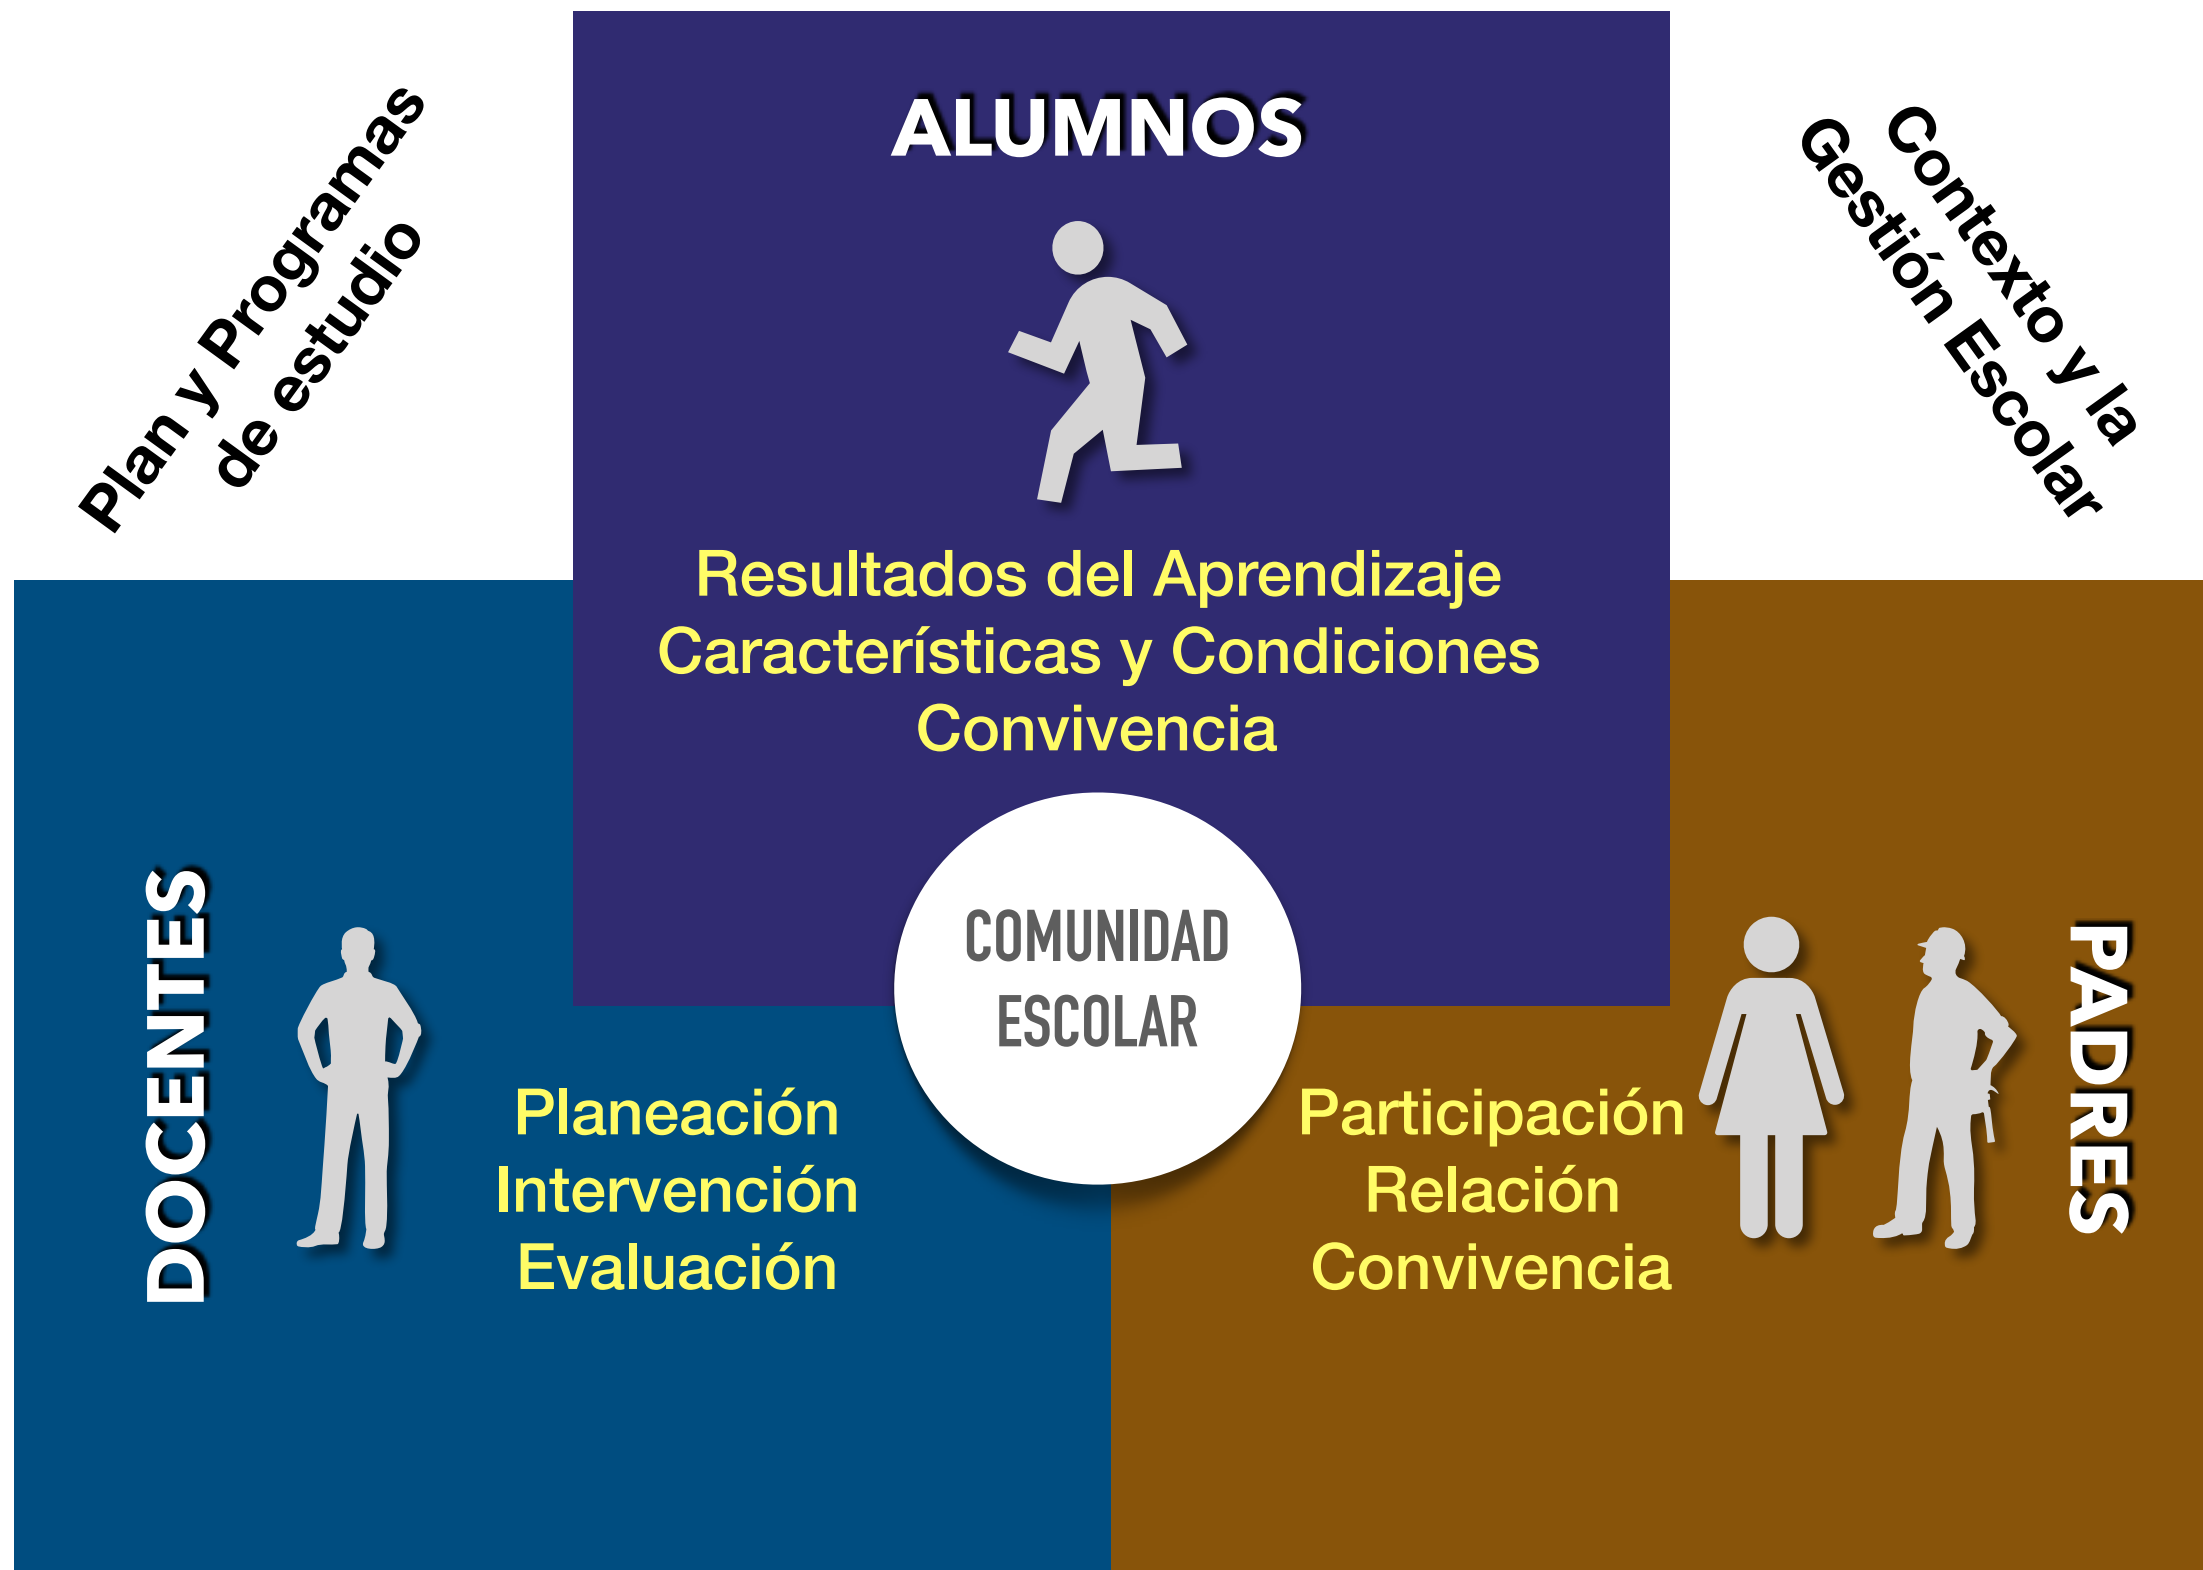 Plan y Programas
de estudio
ALUMNOS
Contexto y la
Gestión Escolar
Resultados del Aprendizaje
Características y Condiciones
Convivencia
COMUNIDAD
ESCOLAR
DOCENTES
Planeación
Intervención
Evaluación
Participación
Relación
Convivencia
PADRES